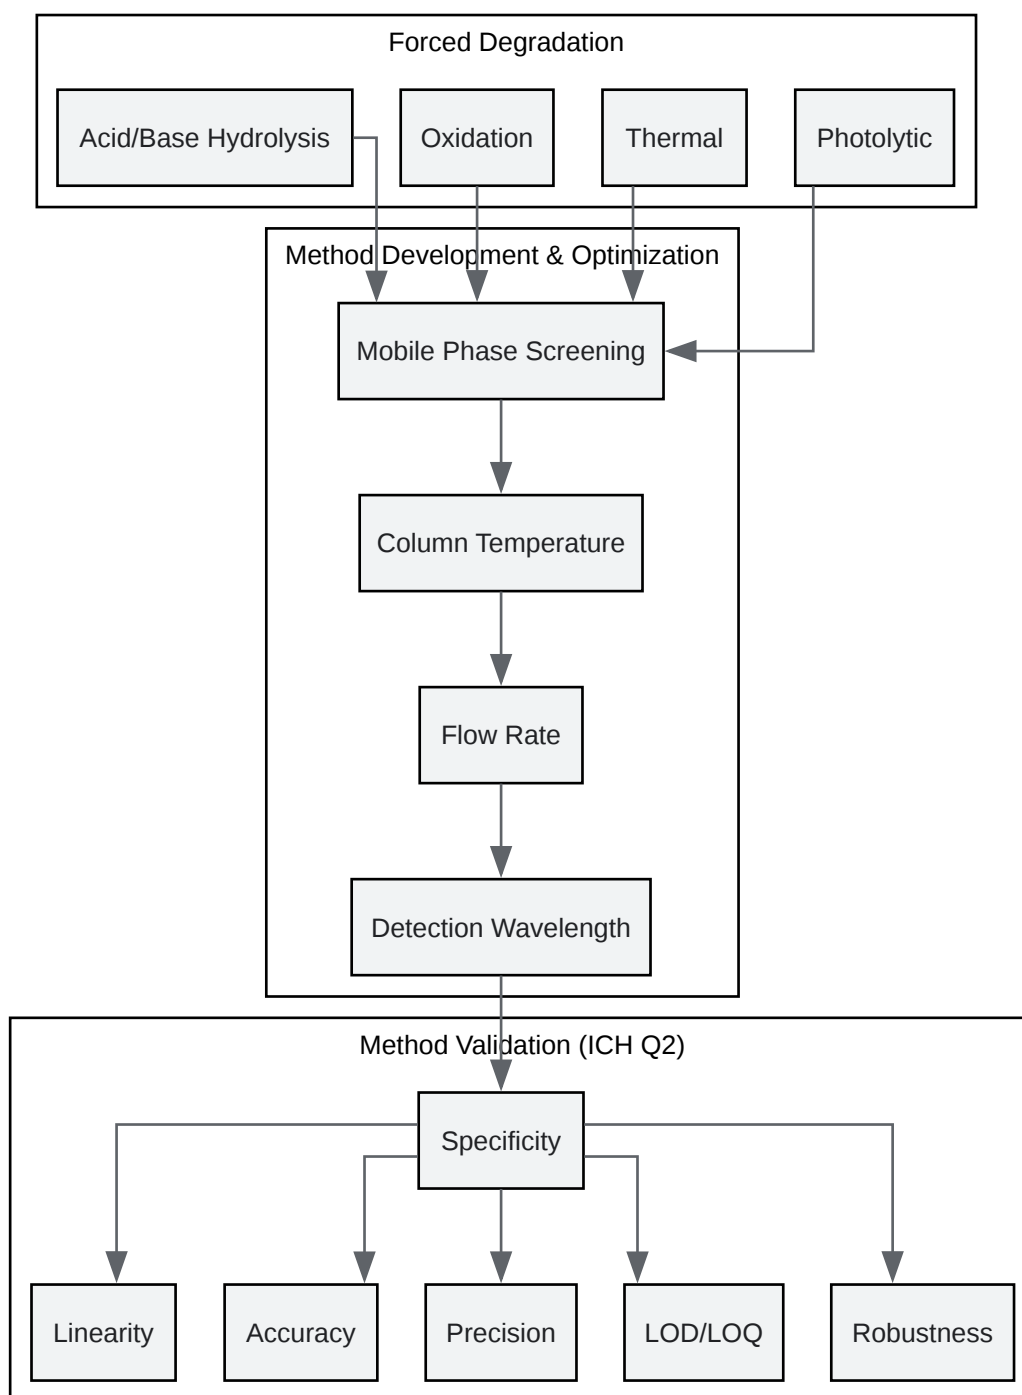 Forced Degradation
Acid/Base Hydrolysis
Oxidation
Thermal
Photolytic
Method Development & Optimization
Mobile Phase Screening
Column Temperature
Flow Rate
Detection Wavelength
Method Validation (ICH Q2)
Specificity
Linearity
Accuracy
Precision
LOD/LOQ
Robustness